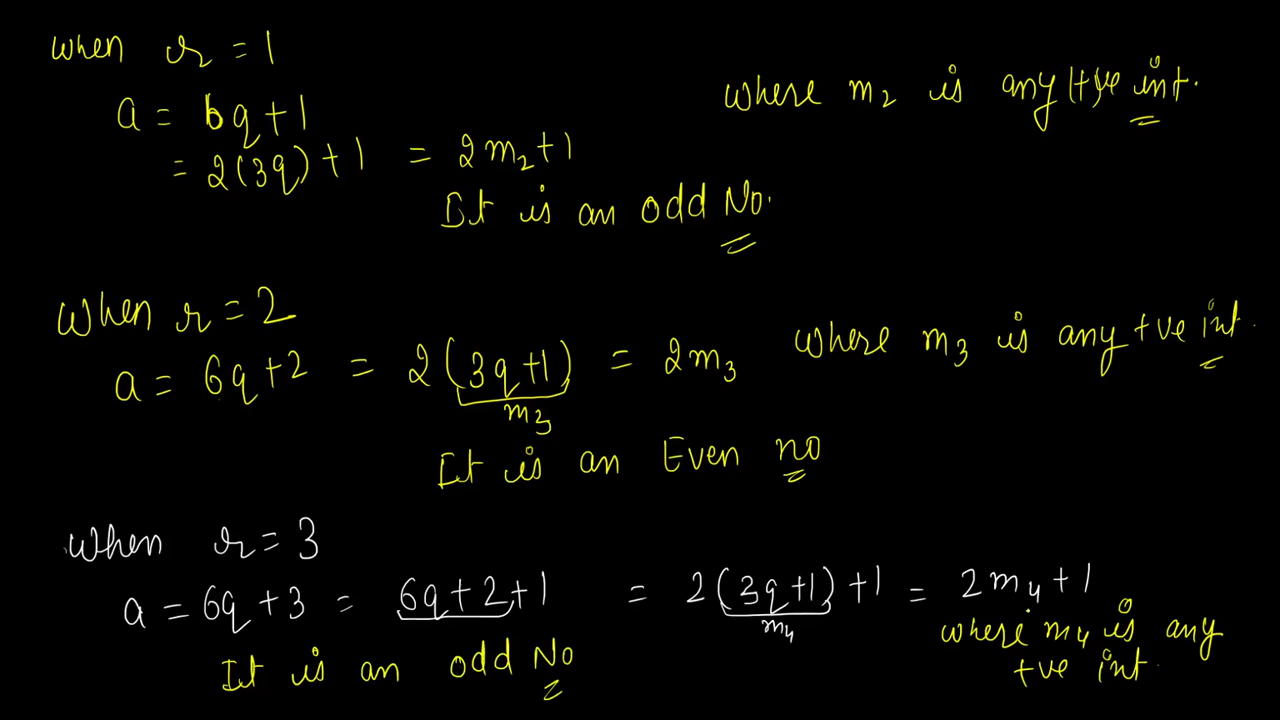 when r = 1
where m₂ is any (+)ve int.
a = 6q + 1
= 2(3q) + 1 = 2m₂ + 1
It is an odd No.
When r = 2
where m₃ is any +ve int.
a = 6q + 2 = 2(3q + 1) = 2m₃
m₃
It is an Even no
when r = 3
a = 6q + 3 = 6q + 2 + 1 = 2(3q + 1) + 1 = 2m₄ + 1
m₄
where m₄ is any
It is an odd No
+ve int.